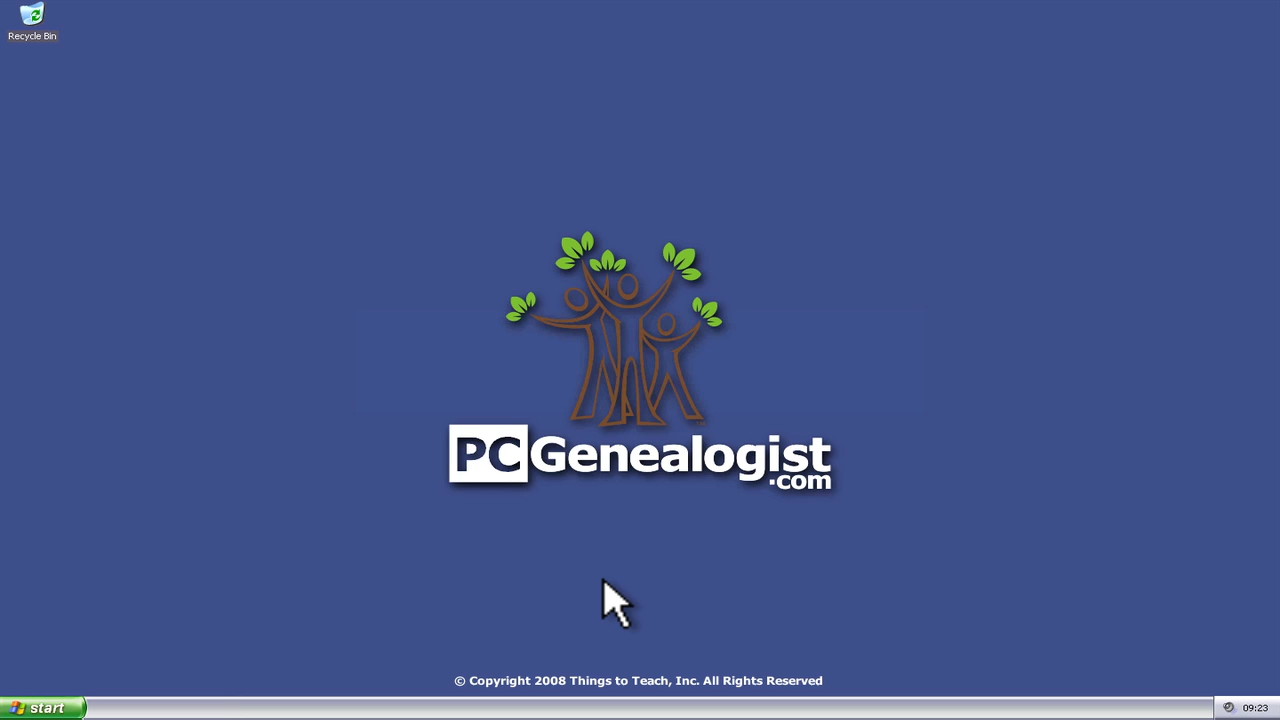 Recycle Bin
PCGenealogist
.com
© Copyright 2008 Things to Teach, Inc. All Rights Reserved
start
09:23